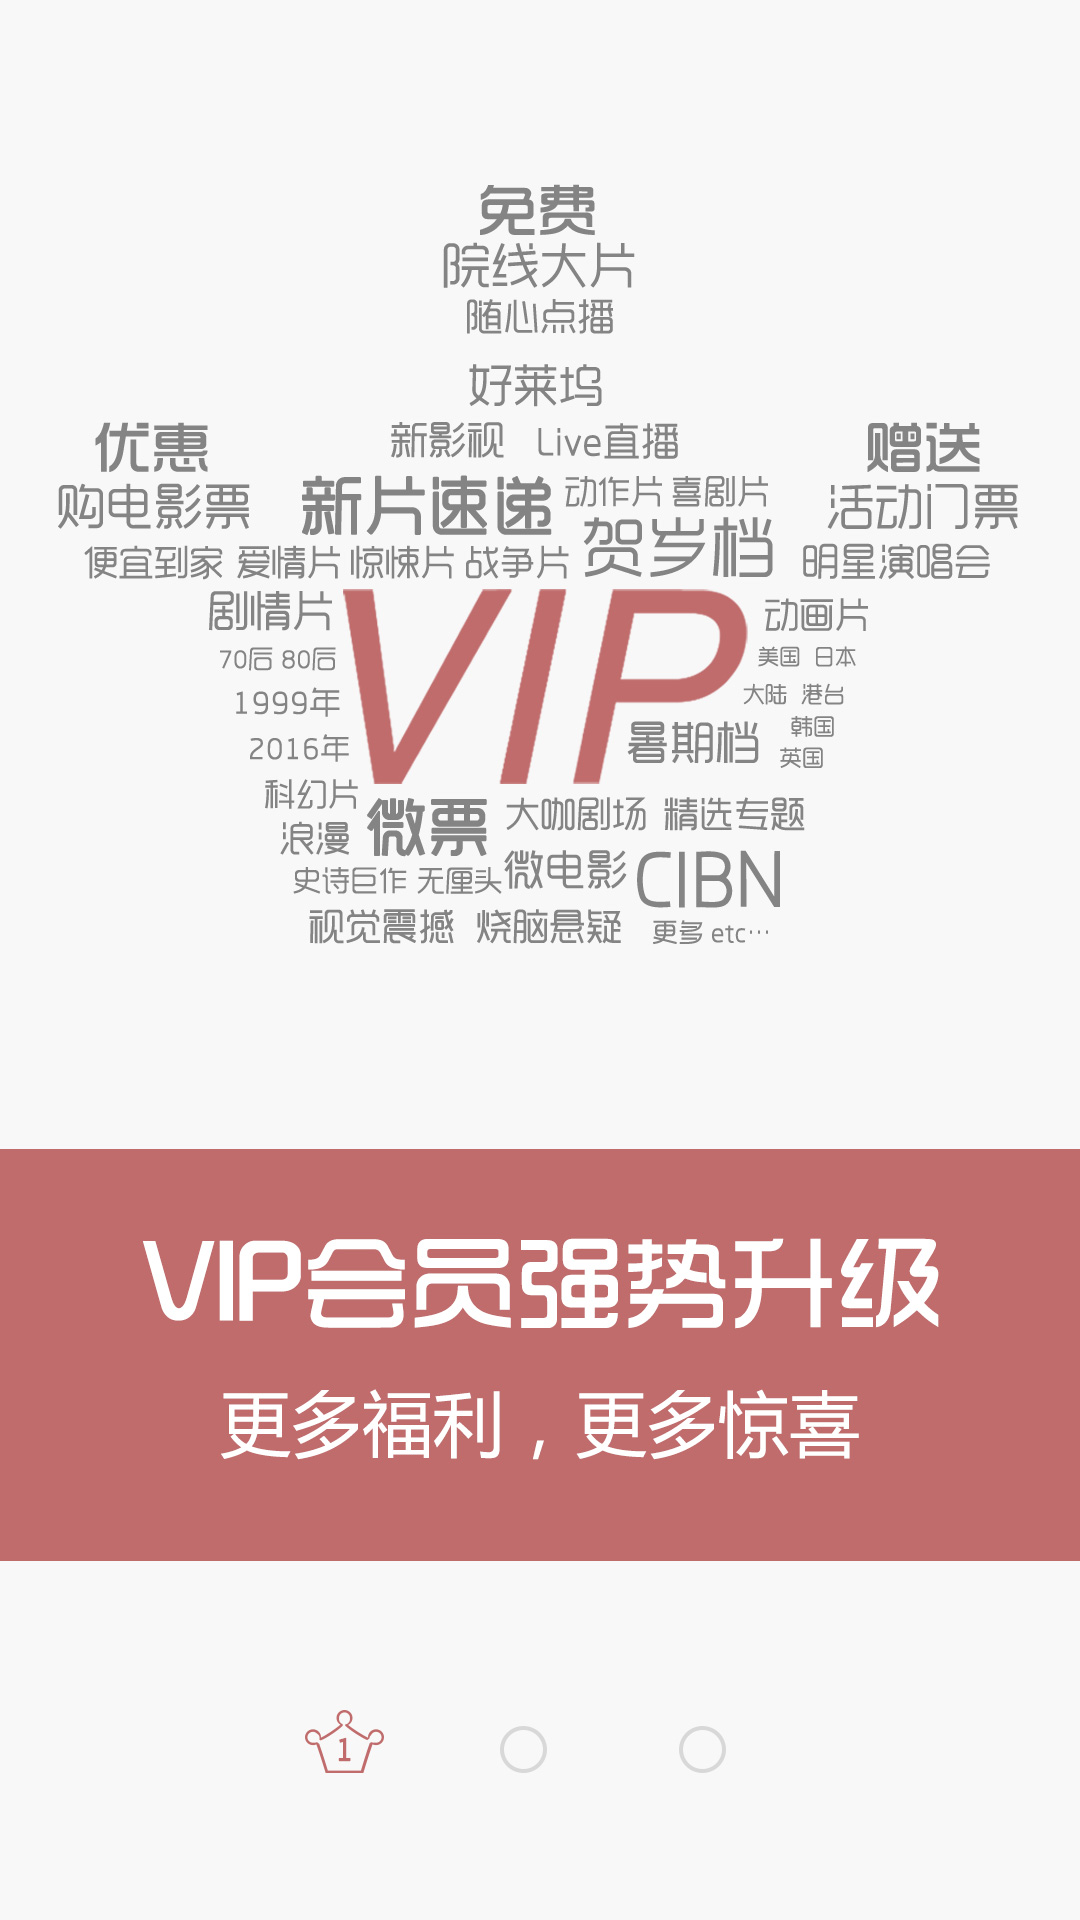 免费
院线大片
随心点播
好莱坞
优惠 新影视 Live直播 赠送
购电影票 新片速递 动作片 喜剧片 活动门票
贺岁档
便宜到家 爱情片 惊悚片 战争片 明星演唱会
剧情片 VIP 动画片
70后 80后 美国 日本
1999年 大陆 港台
2016年 暑期档 韩国
英国
科幻片 微票 大咖剧场 精选专题
浪漫
史诗巨作 无厘头 微电影 CIBN
视觉震撼 烧脑悬疑 更多 etc…
VIP会员强势升级
更多福利，更多惊喜
1